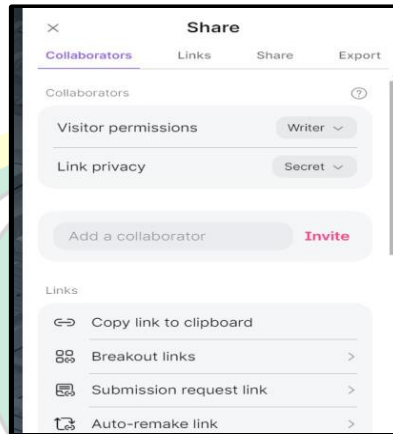 Share
Collaborators Links Share Export
Collaborators
Visitor permissions Writer
Link privacy Secret
Add a collaborator Invite
Links
Copy link to clipboard
Breakout links
Submission request link
Auto-remake link